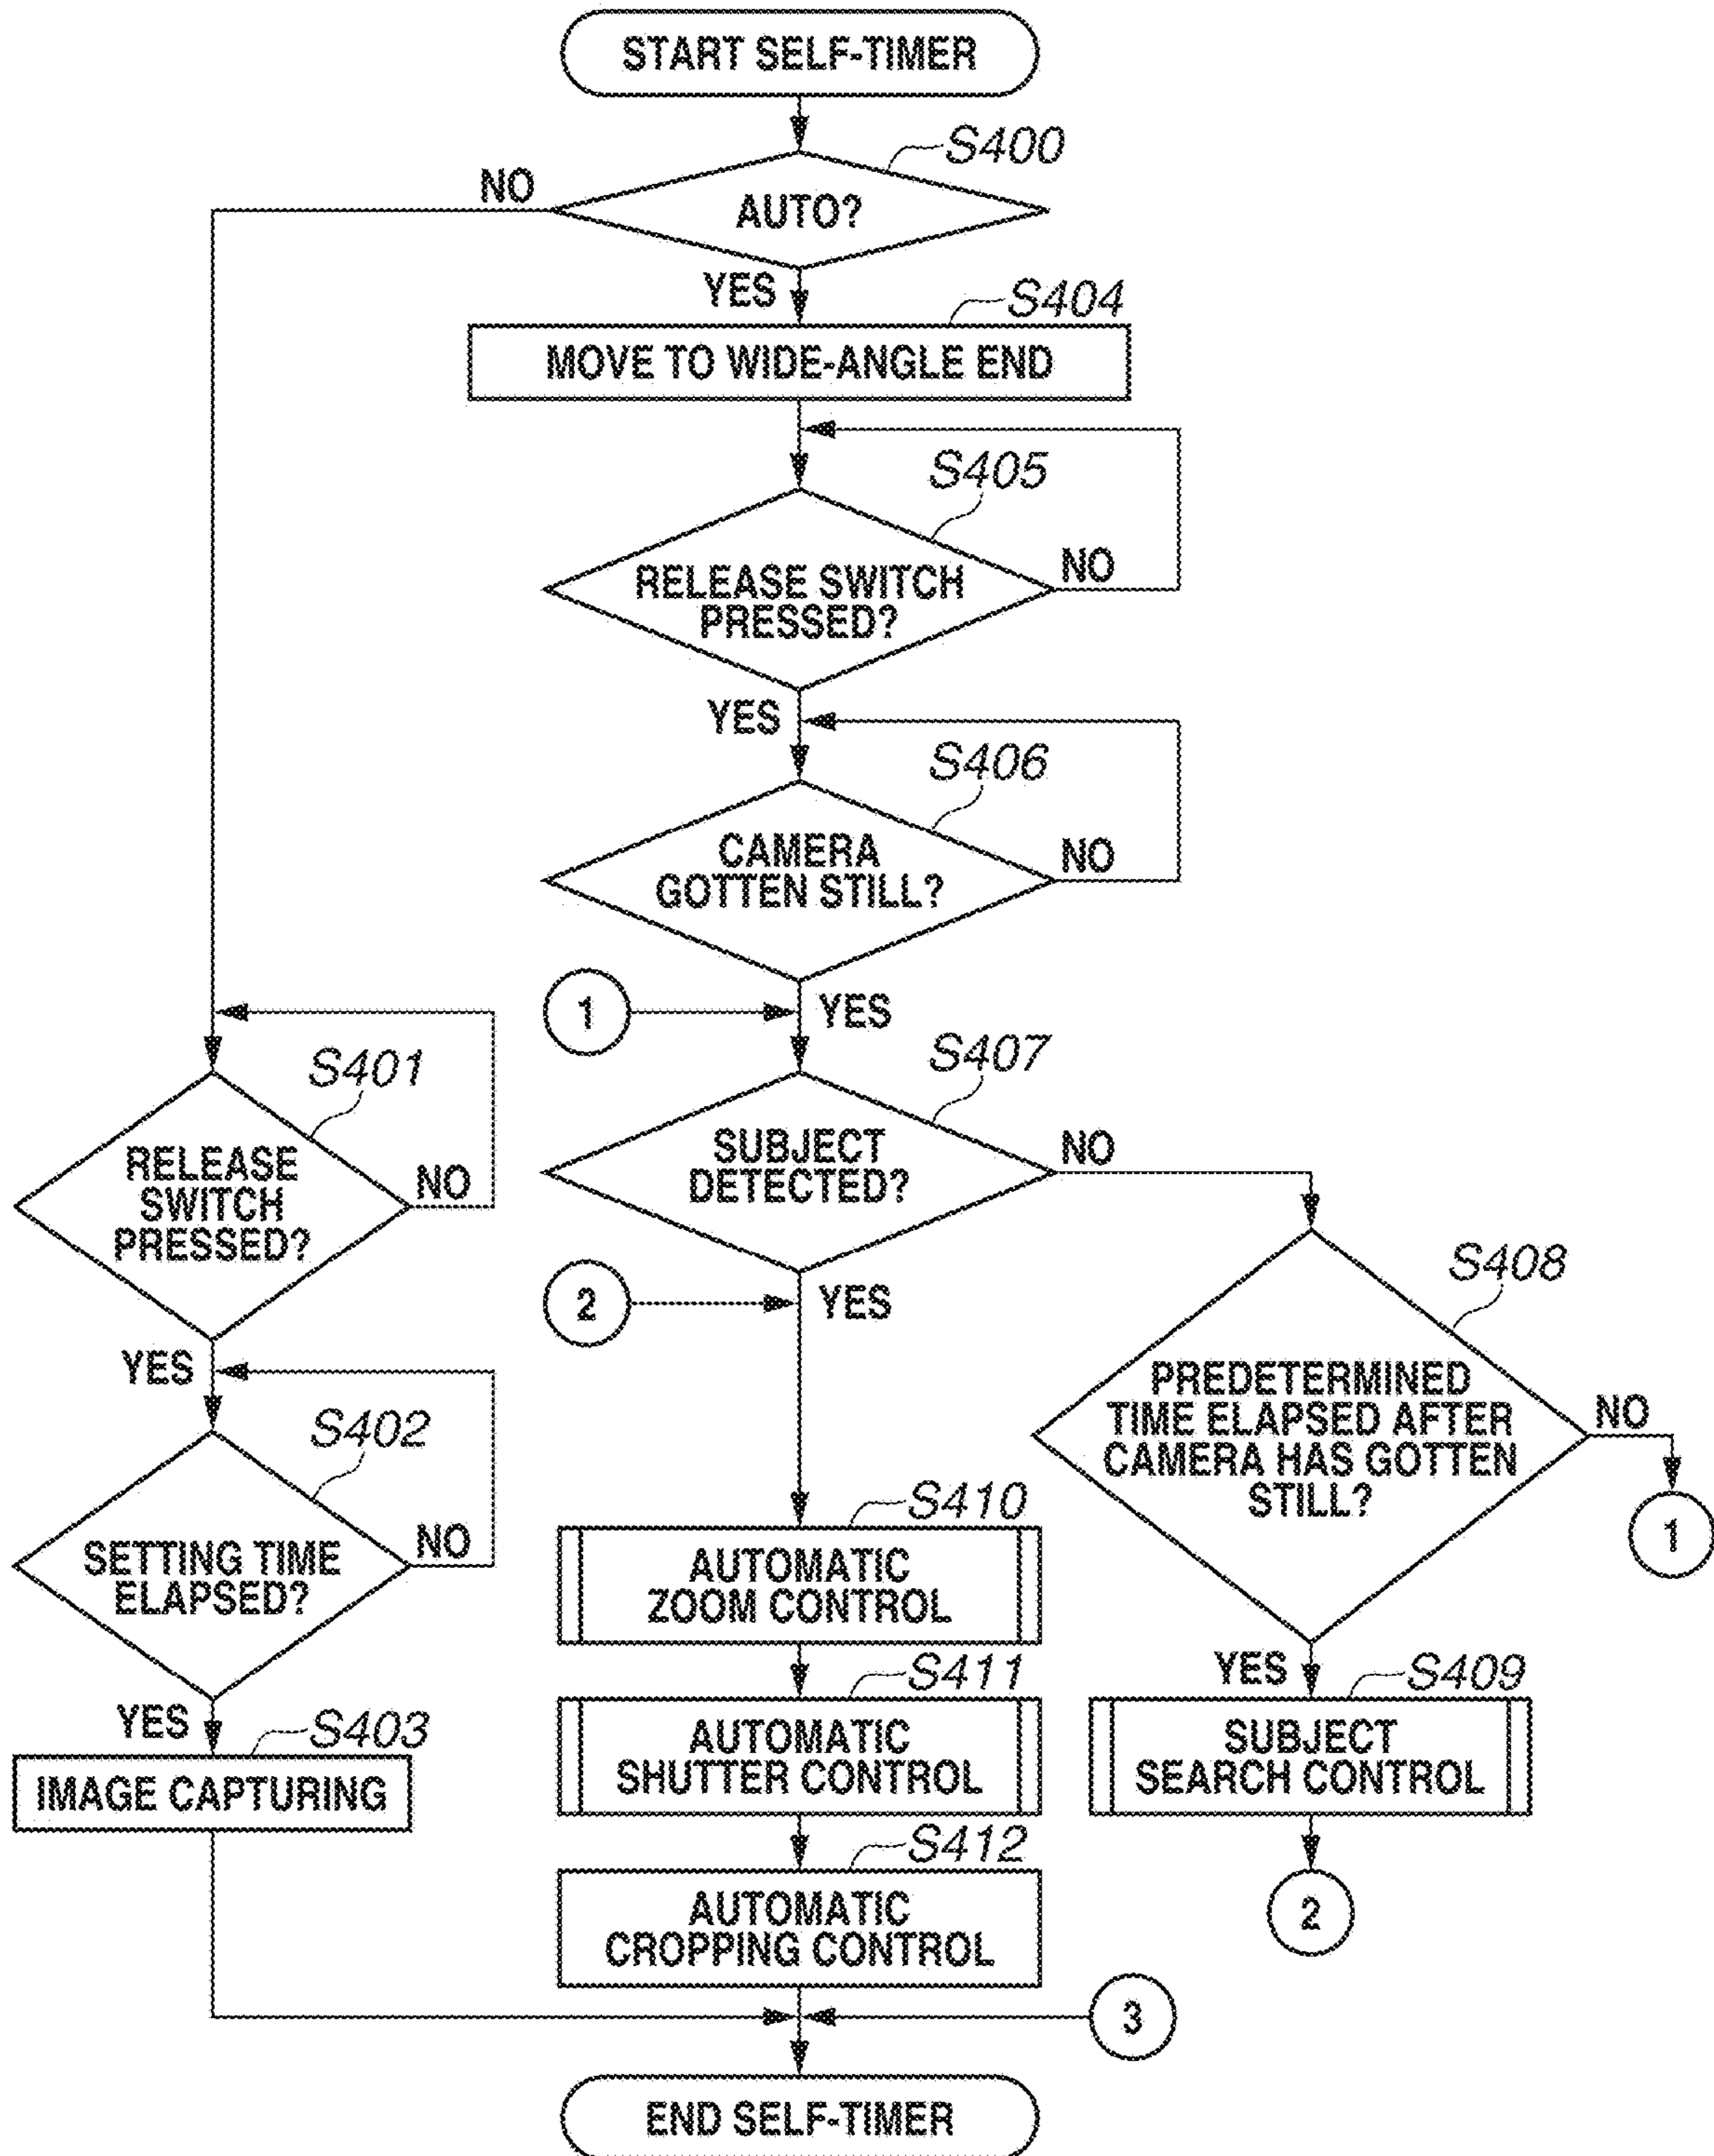 START SELF-TIMER
S400
NO
AUTO?
YES
S404
MOVE TO WIDE-ANGLE END
S405
RELEASE SWITCH
PRESSED?
NO
YES
S406
CAMERA
GOTTEN STILL?
NO
1
YES
S407
SUBJECT
DETECTED?
NO
S401
RELEASE
SWITCH
PRESSED?
NO
2
YES
S408
PREDETERMINED
TIME ELAPSED AFTER
CAMERA HAS GOTTEN
STILL?
NO
1
YES
S402
SETTING TIME
ELAPSED?
NO
YES
S403
IMAGE CAPTURING
S410
AUTOMATIC
ZOOM CONTROL
S411
AUTOMATIC
SHUTTER CONTROL
YES
S409
SUBJECT
SEARCH CONTROL
2
S412
AUTOMATIC
CROPPING CONTROL
3
END SELF-TIMER